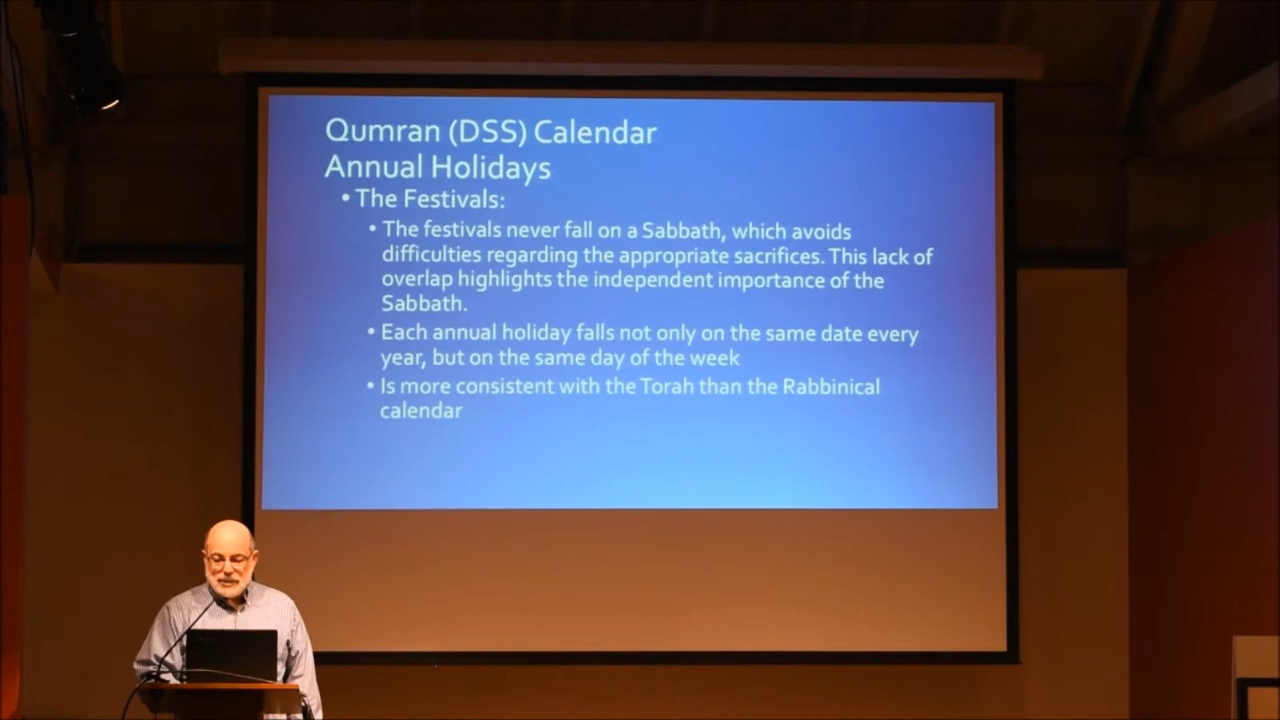 Qumran (DSS) Calendar
Annual Holidays
• The Festivals:
• The festivals never fall on a Sabbath, which avoids
difficulties regarding the appropriate sacrifices. This lack of
overlap highlights the independent importance of the
Sabbath.
• Each annual holiday falls not only on the same date every
year, but on the same day of the week
• Is more consistent with the Torah than the Rabbinical
calendar